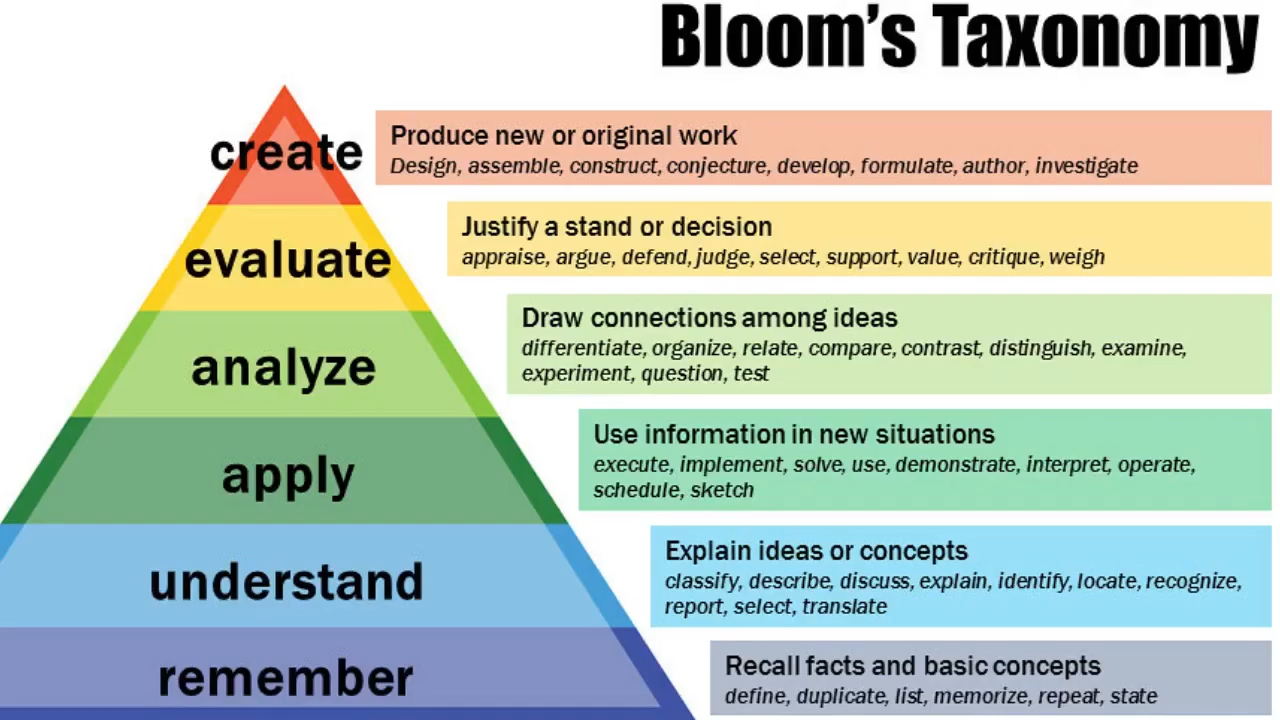 Bloom’s Taxonomy
create
Produce new or original work
Design, assemble, construct, conjecture, develop, formulate, author, investigate
evaluate
Justify a stand or decision
appraise, argue, defend, judge, select, support, value, critique, weigh
analyze
Draw connections among ideas
differentiate, organize, relate, compare, contrast, distinguish, examine,
experiment, question, test
apply
Use information in new situations
execute, implement, solve, use, demonstrate, interpret, operate,
schedule, sketch
understand
Explain ideas or concepts
classify, describe, discuss, explain, identify, locate, recognize,
report, select, translate
remember
Recall facts and basic concepts
define, duplicate, list, memorize, repeat, state